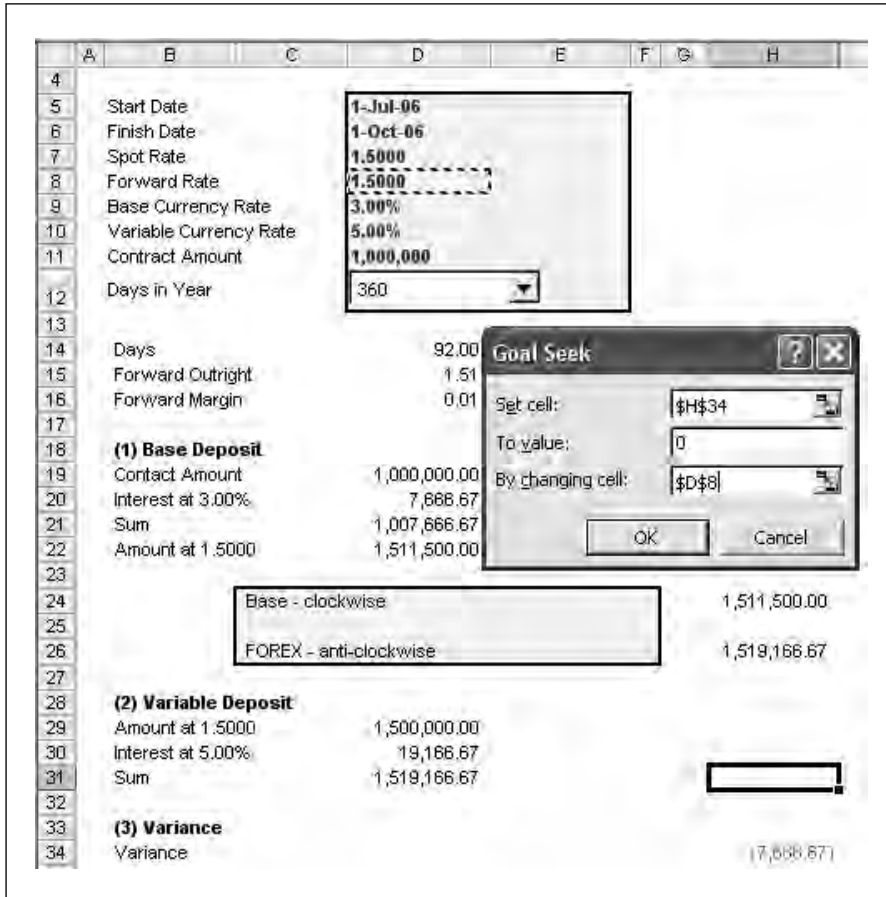 A B C D E F G H
4
5 Start Date 1-Jul-06
6 Finish Date 1-Oct-06
7 Spot Rate 1.5000
8 Forward Rate 1.5000
9 Base Currency Rate 3.00%
10 Variable Currency Rate 5.00%
11 Contract Amount 1,000,000
12 Days in Year 360
13
14 Days 92.00
15 Forward Outright 1.51
16 Forward Margin 0.01
17
18 (1) Base Deposit
19 Contact Amount 1,000,000.00
20 Interest at 3.00% 7,666.67
21 Sum 1,007,666.67
22 Amount at 1.5000 1,511,500.00
23
Goal Seek ?
Set cell: $H$34
To value: 0
By changing cell: $D$8
OK Cancel
24 Base - clockwise 1,511,500.00
25
26 FOREX - anti-clockwise 1,519,166.67
27
28 (2) Variable Deposit
29 Amount at 1.5000 1,500,000.00
30 Interest at 5.00% 19,166.67
31 Sum 1,519,166.67
32
33 (3) Variance
34 Variance (7,666.67)